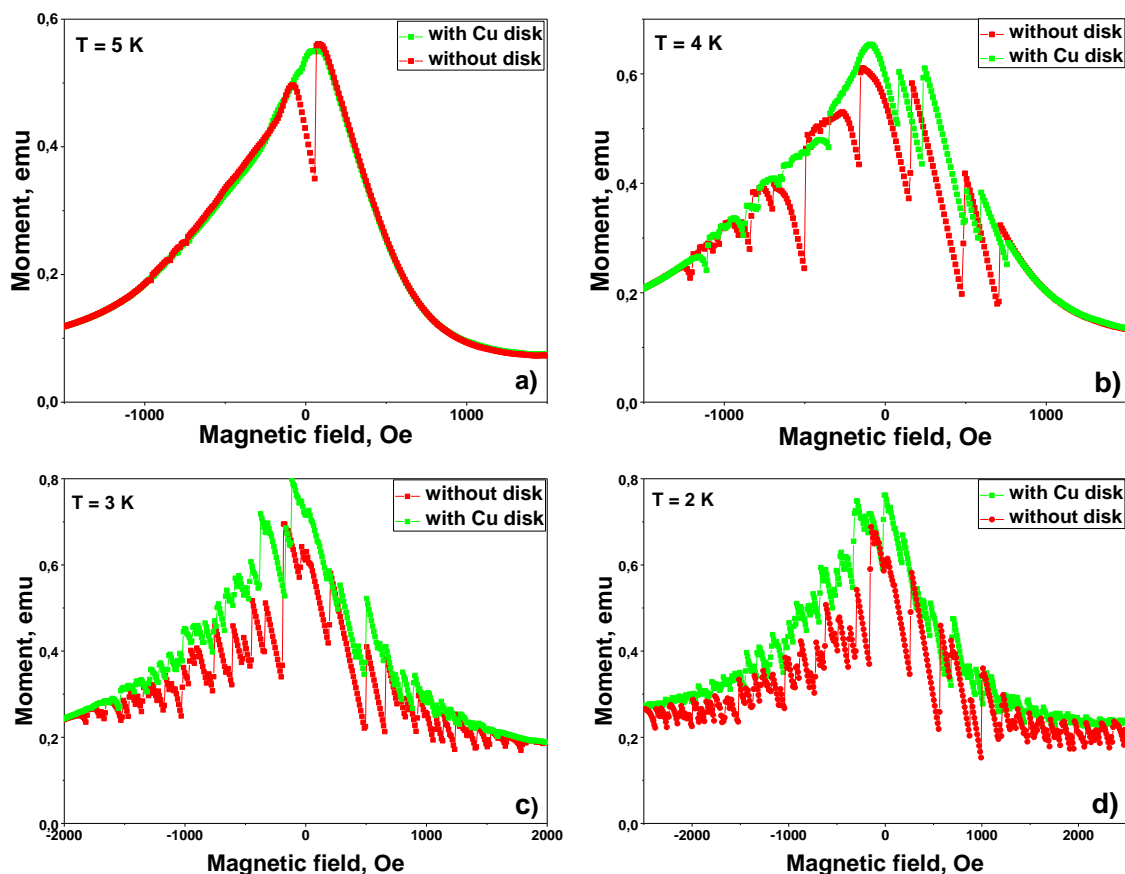 T = 5 K
with Cu disk
without disk
0,6
0,4
0,2
0,0
Moment, emu
-1000
0
1000
Magnetic field, Oe
a)
T = 4 K
without disk
with Cu disk
0,6
0,4
0,2
0,0
Moment, emu
-1000
0
1000
Magnetic field, Oe
b)
T = 3 K
without disk
with Cu disk
0,8
0,6
0,4
0,2
0,0
Moment, emu
-2000
-1000
0
1000
2000
Magnetic field, Oe
c)
T = 2 K
with Cu disk
without disk
0,8
0,6
0,4
0,2
0,0
Moment, emu
-2000
-1000
0
1000
2000
Magnetic field, Oe
d)